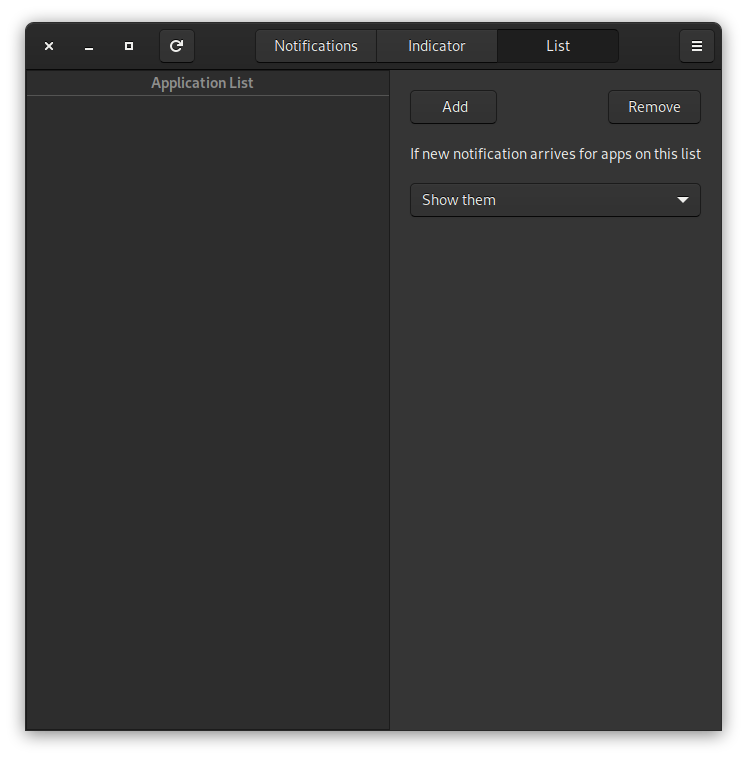 Notifications
Indicator
List
Application List
Add
Remove
If new notification arrives for apps on this list
Show them